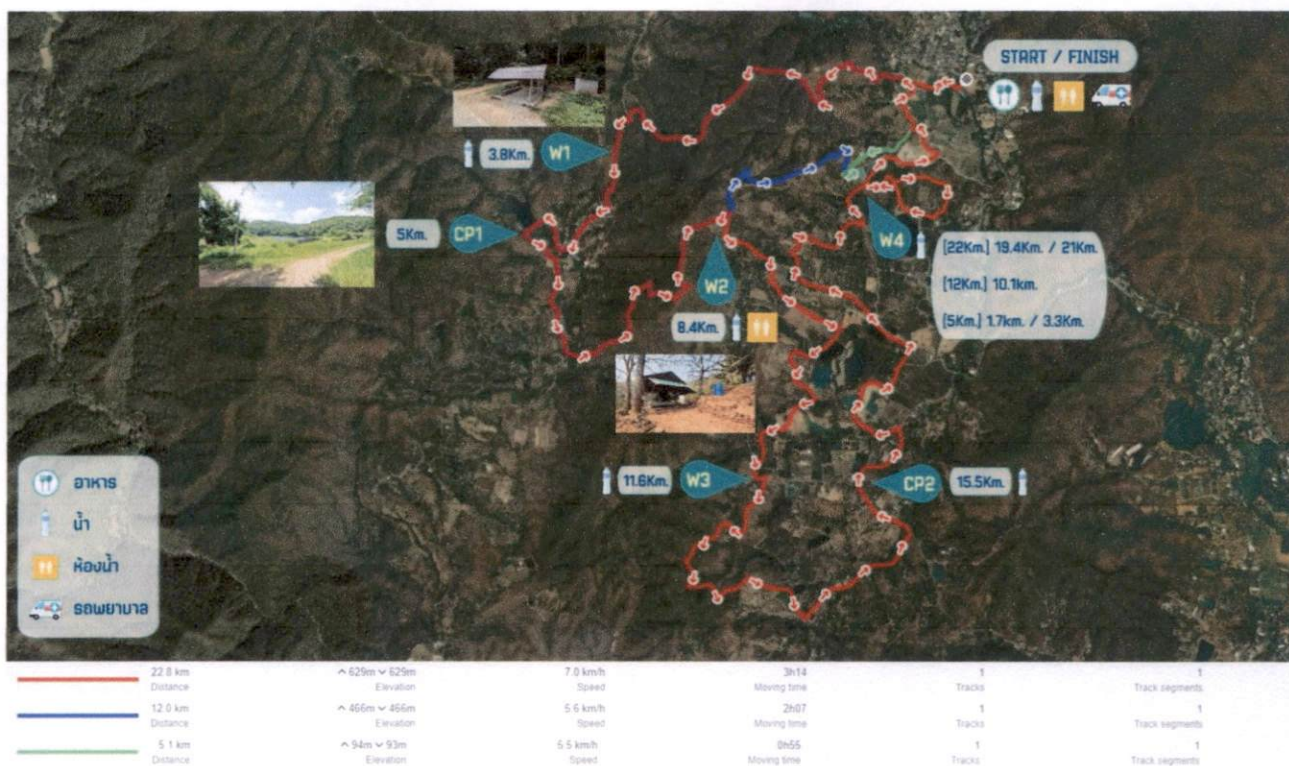 START / FINISH
3.8Km. W1
5Km. CP1
W4
[22Km.] 19.4Km. / 21Km.
[12Km.] 10.1km.
[5Km.] 1.7km. / 3.3Km.
W2
8.4Km.
11.6Km. W3
CP2 15.5Km.
อาหาร
น้ำ
ห้องน้ำ
รถพยาบาล
22.8 km ^ 629m ˅ 629m 7.0 km/h 3h14 1 1
Distance Elevation Speed Moving time Tracks Track segments
12.0 km ^ 466m ˅ 466m 5.6 km/h 2h07 1 1
Distance Elevation Speed Moving time Tracks Track segments
5.1 km ^ 94m ˅ 93m 5.5 km/h 0h55 1 1
Distance Elevation Speed Moving time Tracks Track segments